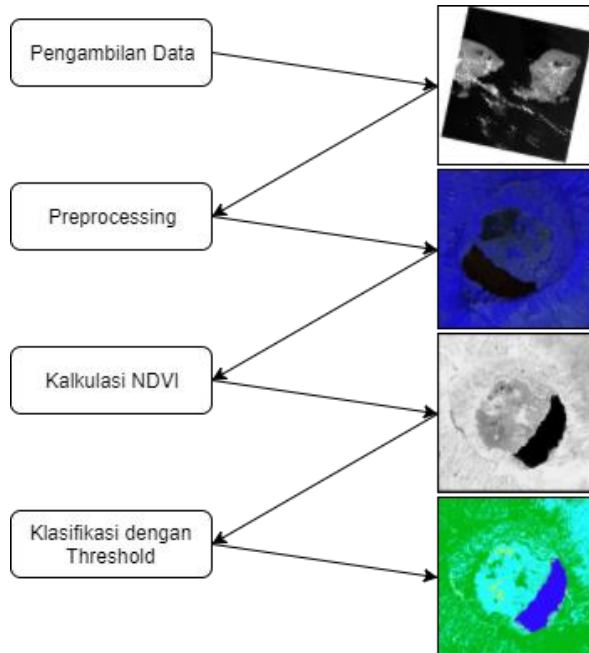 Pengambilan Data
Preprocessing
Kalkulasi NDVI
Klasifikasi dengan
Threshold